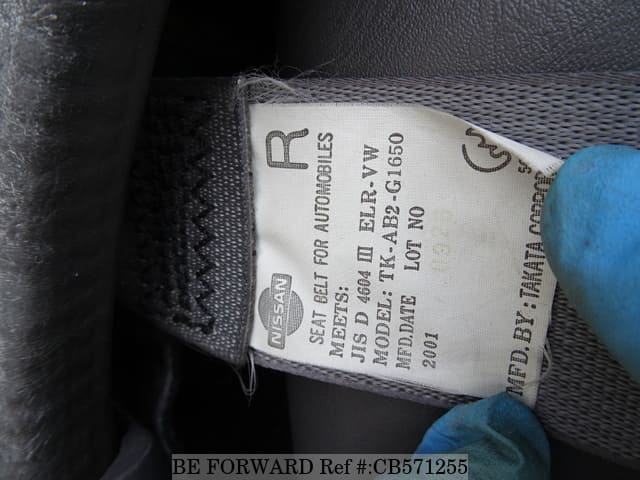 R
NISSAN
SEAT BELT FOR AUTOMOBILES
MEETS:
JIS D 4604 III ELR-VW
MODEL: TK-AB2-G1650
MFD,DATE LOT NO
2001
MFD.BY: TAKATA CORPOR
BE FORWARD Ref #:CB571255